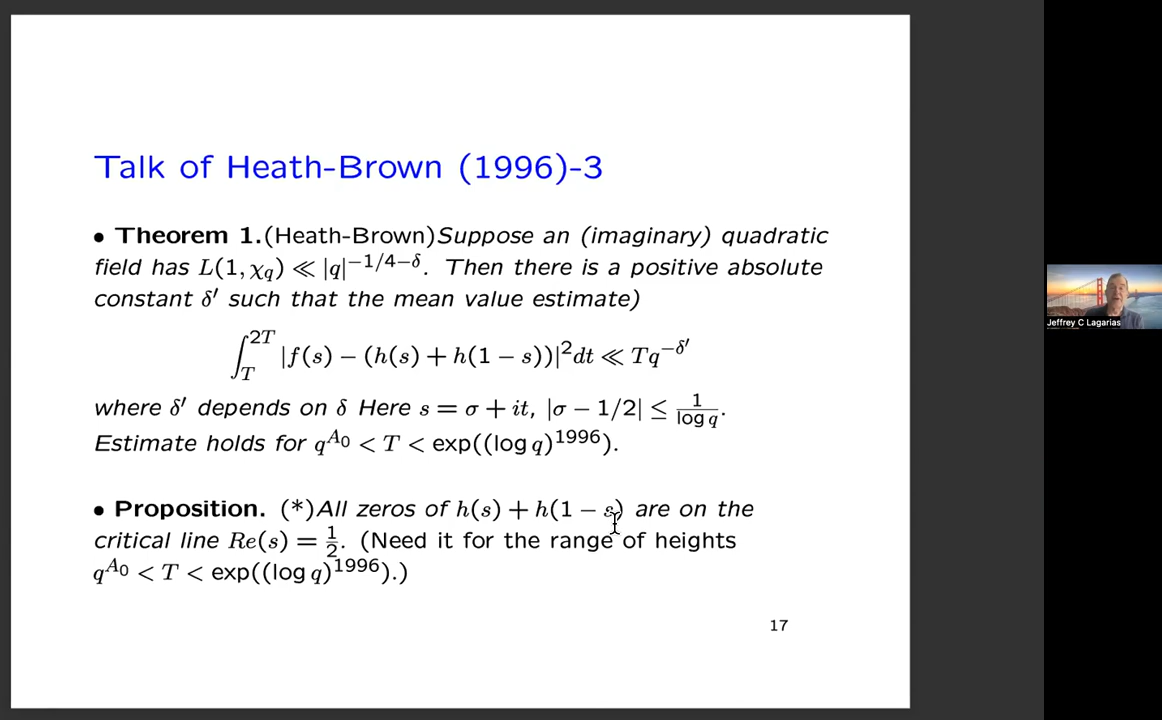 Talk of Heath-Brown (1996)-3
• Theorem 1.(Heath-Brown)Suppose an (imaginary) quadratic
field has L(1, χ_q) ≪ |q|^{−1/4−δ}. Then there is a positive absolute
constant δ′ such that the mean value estimate)
∫_T^{2T} |f(s) − (h(s) + h(1 − s))|^2 dt ≪ Tq^{−δ′}
where δ′ depends on δ Here s = σ + it, |σ − 1/2| ≤ 1/log q.
Estimate holds for q^{A_0} < T < exp((log q)^{1996}).
• Proposition. (*)All zeros of h(s) + h(1 − s) are on the
critical line Re(s) = 1/2. (Need it for the range of heights
q^{A_0} < T < exp((log q)^{1996}).)
17
Jeffrey C Lagarias